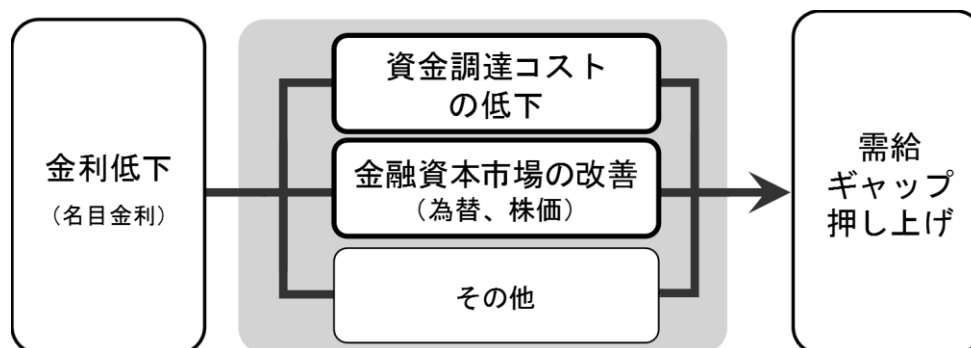 金利低下
（名目金利）
資金調達コスト
の低下
金融資本市場の改善
（為替、株価）
その他
需給
ギャップ
押し上げ